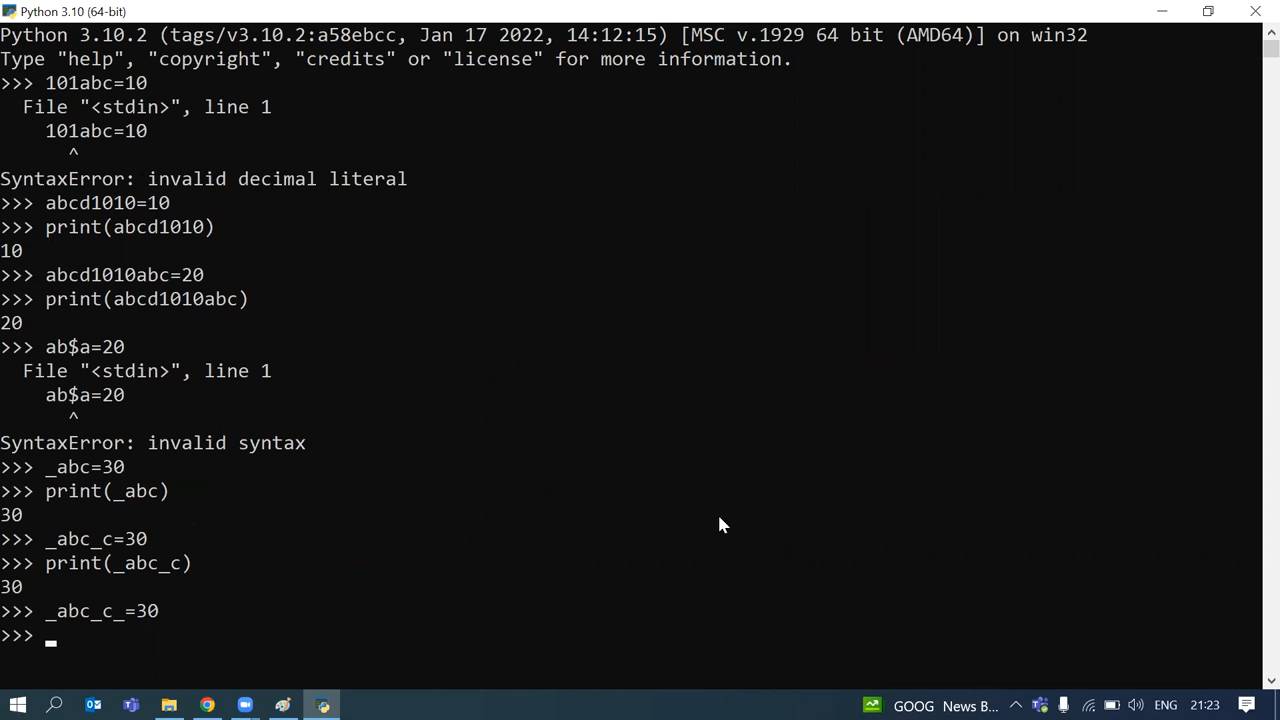 Python 3.10 (64-bit)
Python 3.10.2 (tags/v3.10.2:a58ebcc, Jan 17 2022, 14:12:15) [MSC v.1929 64 bit (AMD64)] on win32
Type "help", "copyright", "credits" or "license" for more information.
>>> 101abc=10
  File "<stdin>", line 1
    101abc=10
      ^
SyntaxError: invalid decimal literal
>>> abcd1010=10
>>> print(abcd1010)
10
>>> abcd1010abc=20
>>> print(abcd1010abc)
20
>>> ab$a=20
  File "<stdin>", line 1
    ab$a=20
      ^
SyntaxError: invalid syntax
>>> _abc=30
>>> print(_abc)
30
>>> _abc_c=30
>>> print(_abc_c)
30
>>> _abc_c_=30
>>>
GOOG News B... ENG 21:23